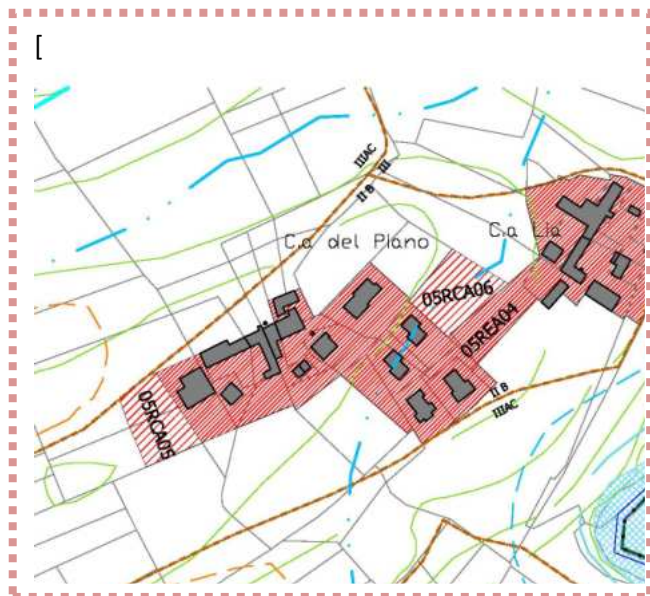 [
IIIAC
III
II B
C.a del Piano
C.a Lia
05RCA06
05REA04
05RCA05
II B
IIIAC